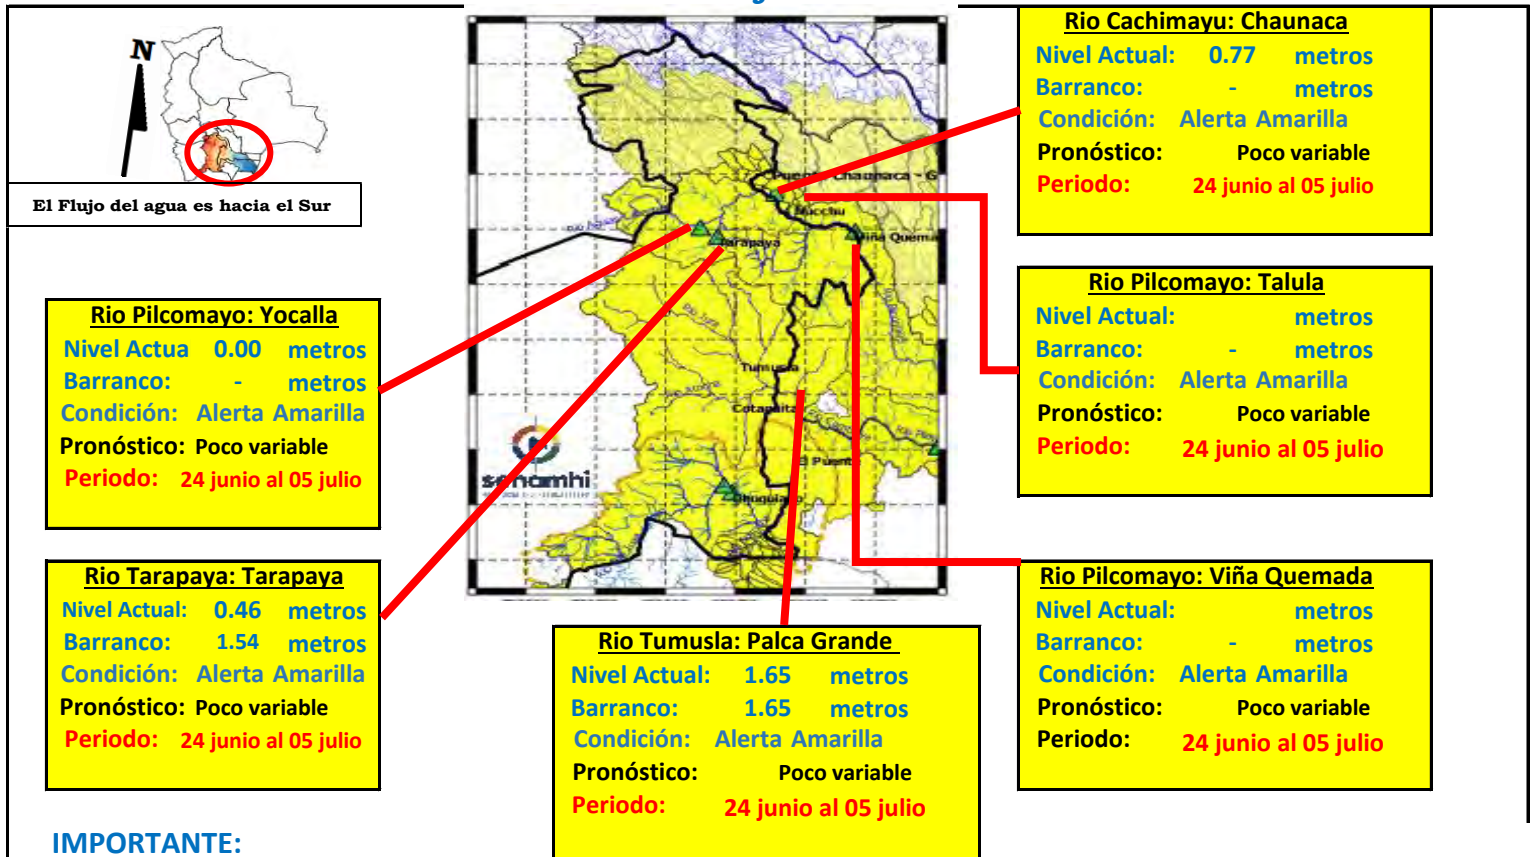 N
El Flujo del agua es hacia el Sur
Rio Cachimayu: Chaunaca
Nivel Actual: 0.77 metros
Barranco: - metros
Condición: Alerta Amarilla
Pronóstico: Poco variable
Periodo: 24 junio al 05 julio
Rio Pilcomayo: Talula
Nivel Actual: metros
Barranco: - metros
Condición: Alerta Amarilla
Pronóstico: Poco variable
Periodo: 24 junio al 05 julio
Rio Pilcomayo: Yocalla
Nivel Actua 0.00 metros
Barranco: - metros
Condición: Alerta Amarilla
Pronóstico: Poco variable
Periodo: 24 junio al 05 julio
Rio Tarapaya: Tarapaya
Nivel Actual: 0.46 metros
Barranco: 1.54 metros
Condición: Alerta Amarilla
Pronóstico: Poco variable
Periodo: 24 junio al 05 julio
Rio Tumusla: Palca Grande
Nivel Actual: 1.65 metros
Barranco: 1.65 metros
Condición: Alerta Amarilla
Pronóstico: Poco variable
Periodo: 24 junio al 05 julio
Rio Pilcomayo: Viña Quemada
Nivel Actual: metros
Barranco: - metros
Condición: Alerta Amarilla
Pronóstico: Poco variable
Periodo: 24 junio al 05 julio
Puente Chaunaca - G
Viña Quema
Tarapaya
Tumusla
Cotagaita
El Puente
Chuquiago
senamhi
IMPORTANTE: